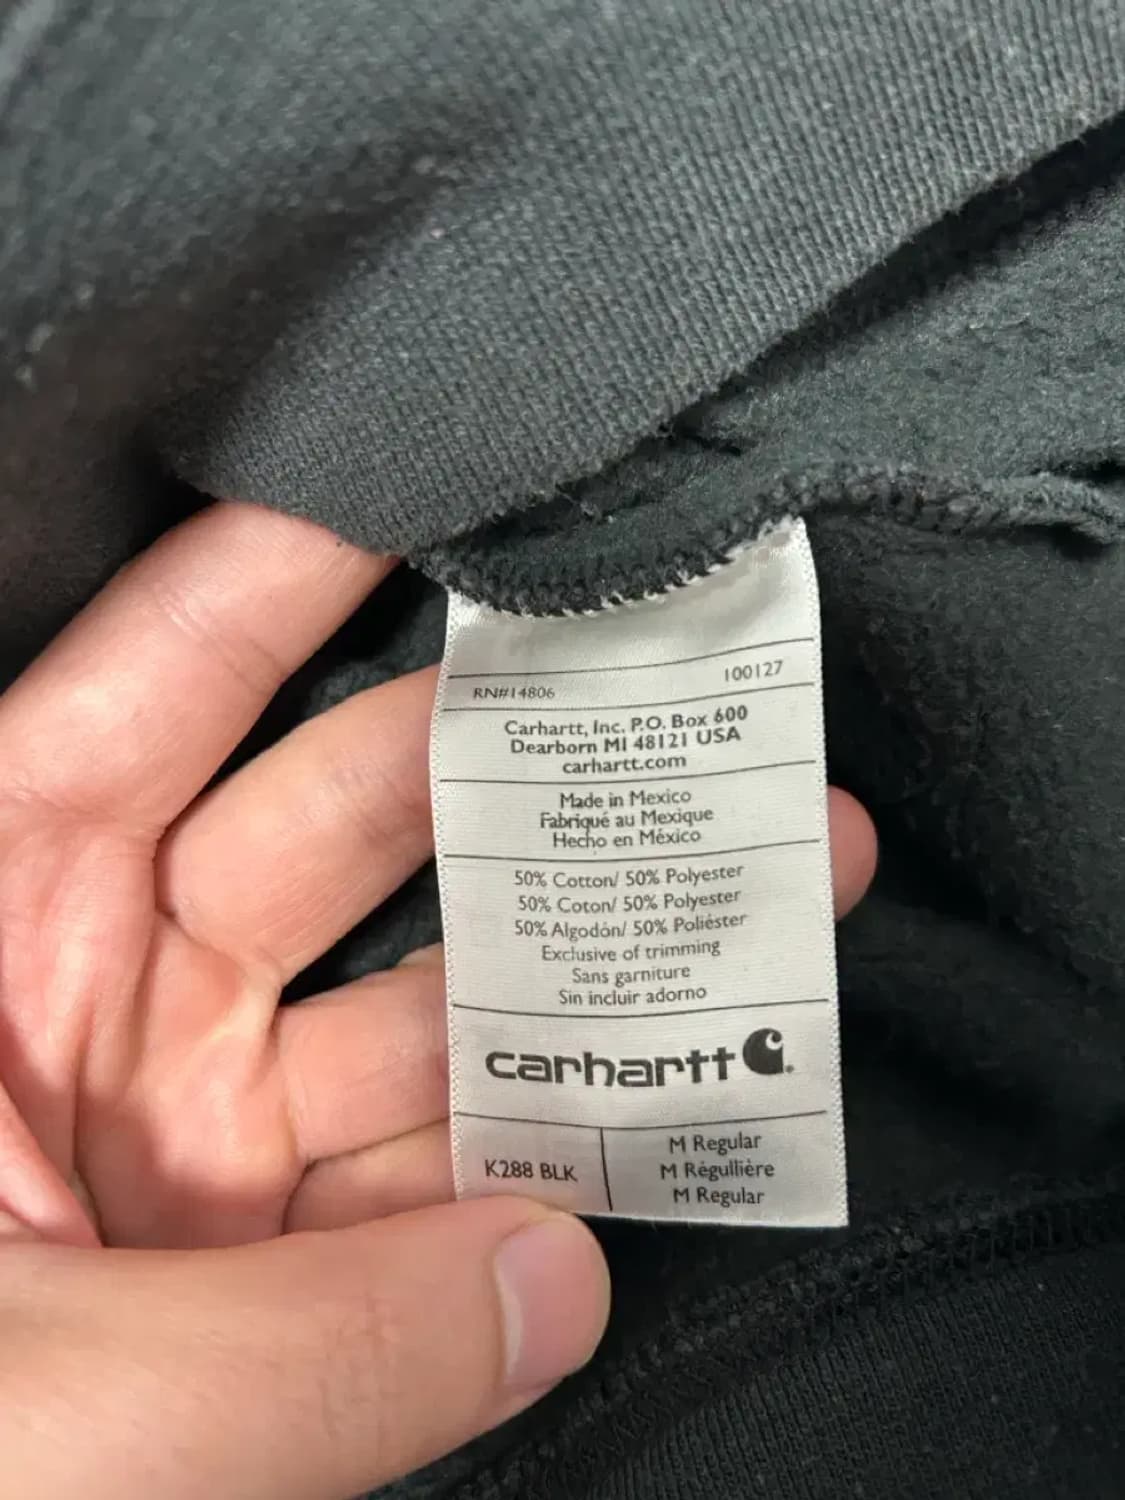 RN#14806 100127
Carhartt, Inc. P.O. Box 600
Dearborn MI 48121 USA
carhartt.com
Made in Mexico
Fabriqué au Mexique
Hecho en México
50% Cotton/ 50% Polyester
50% Coton/ 50% Polyester
50% Algodón/ 50% Poliéster
Exclusive of trimming
Sans garniture
Sin incluir adorno
carhartt
K288 BLK
M Regular
M Régullière
M Regular